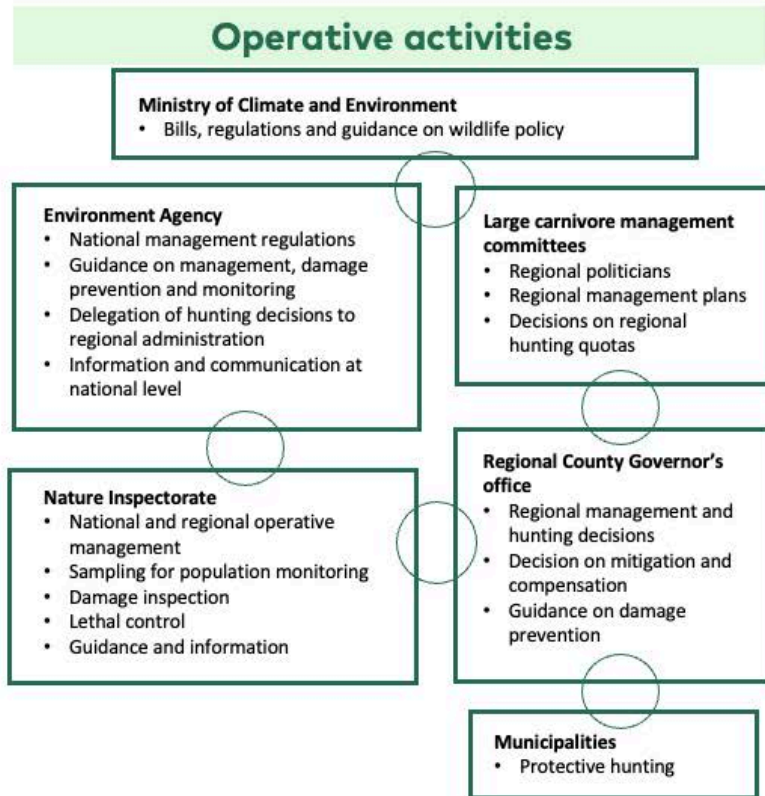 Operative activities
Ministry of Climate and Environment
• Bills, regulations and guidance on wildlife policy
Environment Agency
• National management regulations
• Guidance on management, damage
prevention and monitoring
• Delegation of hunting decisions to
regional administration
• Information and communication at
national level
Large carnivore management
committees
• Regional politicians
• Regional management plans
• Decisions on regional
hunting quotas
Nature Inspectorate
• National and regional operative
management
• Sampling for population monitoring
• Damage inspection
• Lethal control
• Guidance and information
Regional County Governor's
office
• Regional management and
hunting decisions
• Decision on mitigation and
compensation
• Guidance on damage
prevention
Municipalities
• Protective hunting